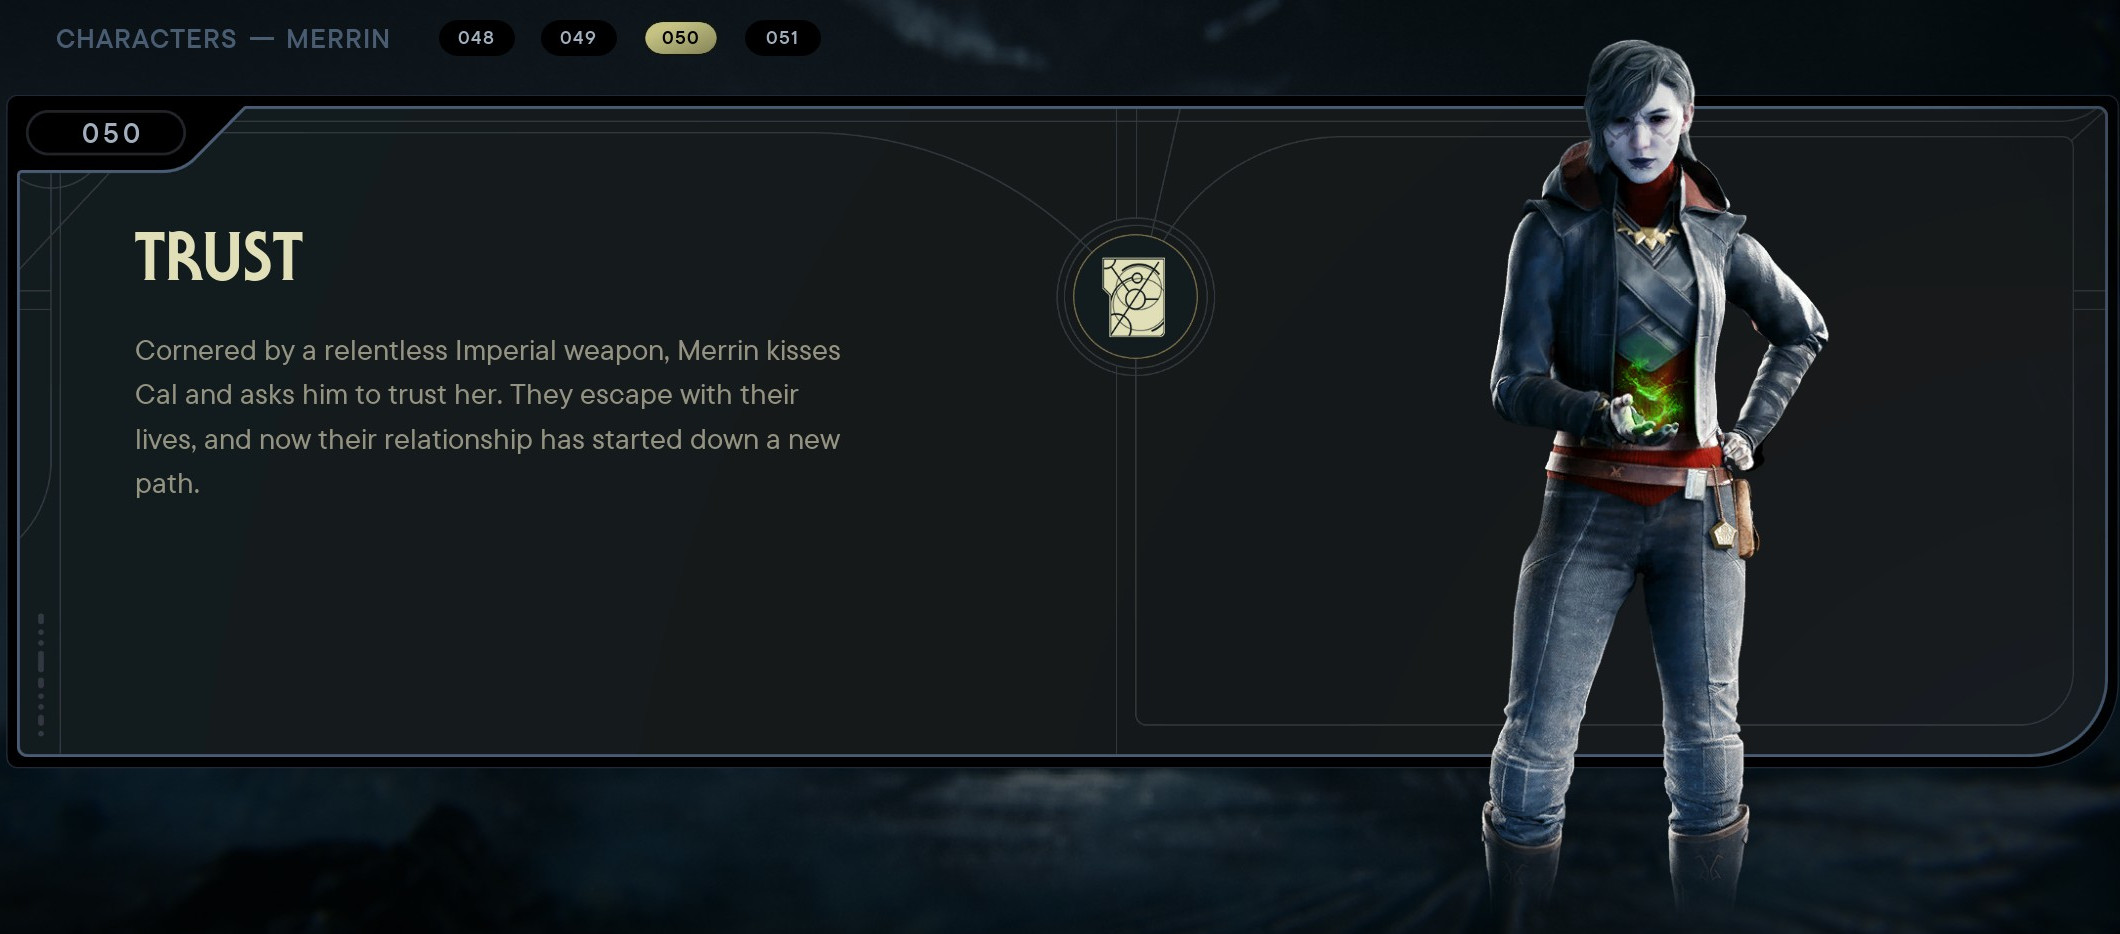 CHARACTERS — MERRIN 048 049 050 051
050
TRUST
Cornered by a relentless Imperial weapon, Merrin kisses
Cal and asks him to trust her. They escape with their
lives, and now their relationship has started down a new
path.